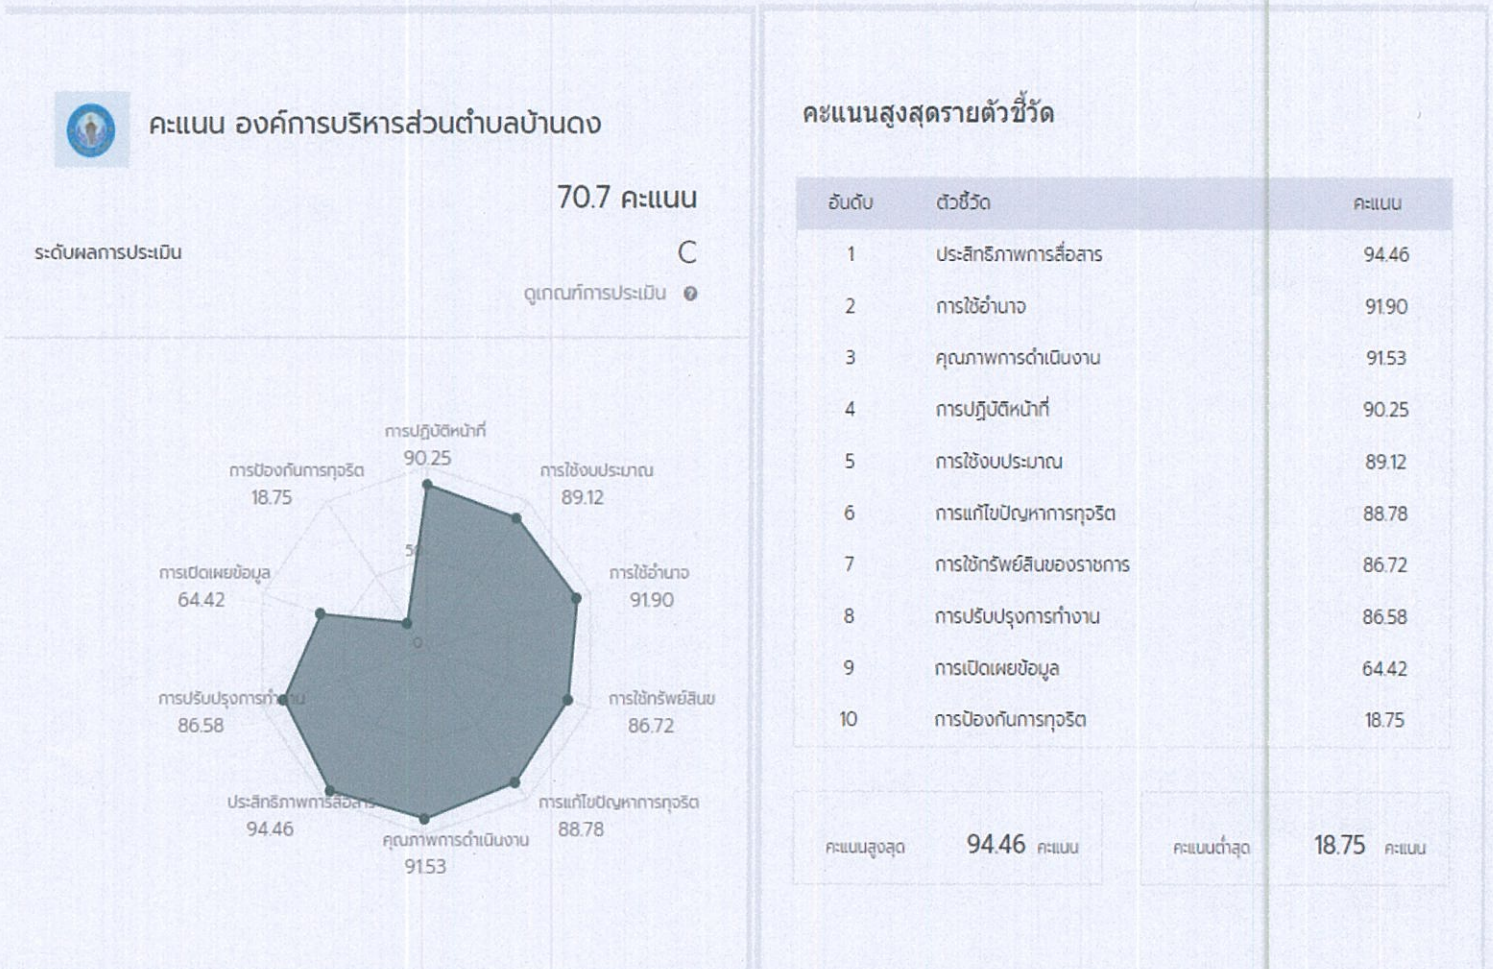 คะแนน องค์การบริหารส่วนตำบลบ้านดง
70.7 คะแนน
ระดับผลการประเมิน
C
ดูเกณฑ์การประเมิน
การปฏิบัติหน้าที่
90.25
การใช้งบประมาณ
89.12
การใช้อำนาจ
91.90
การใช้ทรัพย์สินข
86.72
การแก้ไขปัญหาการทุจริต
88.78
คุณภาพการดำเนินงาน
91.53
ประสิทธิภาพการสื่อสาร
94.46
การปรับปรุงการทำงาน
86.58
การเปิดเผยข้อมูล
64.42
การป้องกันการทุจริต
18.75
50
0
คะแนนสูงสุดรายตัวชี้วัด
อันดับ ตัวชี้วัด คะแนน
1 ประสิทธิภาพการสื่อสาร 94.46
2 การใช้อำนาจ 91.90
3 คุณภาพการดำเนินงาน 91.53
4 การปฏิบัติหน้าที่ 90.25
5 การใช้งบประมาณ 89.12
6 การแก้ไขปัญหาการทุจริต 88.78
7 การใช้ทรัพย์สินของราชการ 86.72
8 การปรับปรุงการทำงาน 86.58
9 การเปิดเผยข้อมูล 64.42
10 การป้องกันการทุจริต 18.75
คะแนนสูงสุด 94.46 คะแนน
คะแนนต่ำสุด 18.75 คะแนน